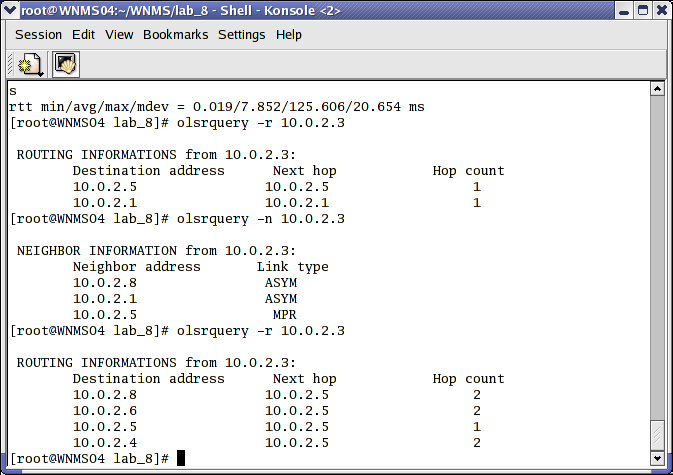 root@WNMS04:~/WNMS/lab_8 - Shell - Konsole <2>
Session Edit View Bookmarks Settings Help
s
rtt min/avg/max/mdev = 0.019/7.852/125.606/20.654 ms
[root@WNMS04 lab_8]# olsrquery -r 10.0.2.3
ROUTING INFORMATIONS from 10.0.2.3:
Destination address Next hop Hop count
10.0.2.5 10.0.2.5 1
10.0.2.1 10.0.2.1 1
[root@WNMS04 lab_8]# olsrquery -n 10.0.2.3
NEIGHBOR INFORMATION from 10.0.2.3:
Neighbor address Link type
10.0.2.8 ASYM
10.0.2.1 ASYM
10.0.2.5 MPR
[root@WNMS04 lab_8]# olsrquery -r 10.0.2.3
ROUTING INFORMATIONS from 10.0.2.3:
Destination address Next hop Hop count
10.0.2.8 10.0.2.5 2
10.0.2.6 10.0.2.5 2
10.0.2.5 10.0.2.5 1
10.0.2.4 10.0.2.5 2
[root@WNMS04 lab_8]#